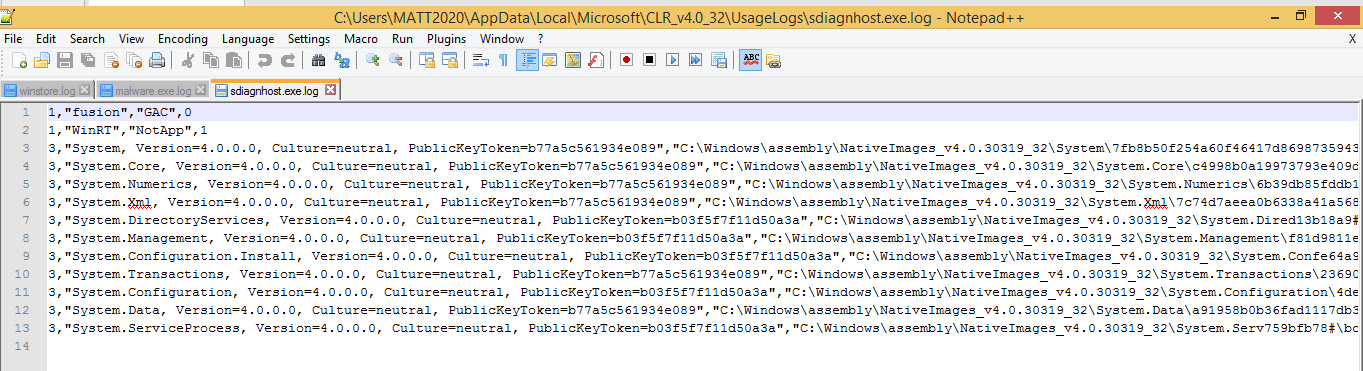 C:\Users\MATT2020\AppData\Local\Microsoft\CLR_v4.0_32\UsageLogs\sdiagnhost.exe.log - Notepad++
File Edit Search View Encoding Language Settings Macro Run Plugins Window ? X
winstore.log malware.exe.log sdiagnhost.exe.log
1 1,"fusion","GAC",0
2 1,"WinRT","NotApp",1
3 3,"System, Version=4.0.0.0, Culture=neutral, PublicKeyToken=b77a5c561934e089","C:\Windows\assembly\NativeImages_v4.0.30319_32\System\7fb8b50f254a60f46417d8698735943
4 3,"System.Core, Version=4.0.0.0, Culture=neutral, PublicKeyToken=b77a5c561934e089","C:\Windows\assembly\NativeImages_v4.0.30319_32\System.Core\c4998b0a19973793e409d
5 3,"System.Numerics, Version=4.0.0.0, Culture=neutral, PublicKeyToken=b77a5c561934e089","C:\Windows\assembly\NativeImages_v4.0.30319_32\System.Numerics\6b39db85fddb1
6 3,"System.Xml, Version=4.0.0.0, Culture=neutral, PublicKeyToken=b77a5c561934e089","C:\Windows\assembly\NativeImages_v4.0.30319_32\System.Xml\7c74d7aeea0b6338a41a568
7 3,"System.DirectoryServices, Version=4.0.0.0, Culture=neutral, PublicKeyToken=b03f5f7f11d50a3a","C:\Windows\assembly\NativeImages_v4.0.30319_32\System.Dired13b18a9#
8 3,"System.Management, Version=4.0.0.0, Culture=neutral, PublicKeyToken=b03f5f7f11d50a3a","C:\Windows\assembly\NativeImages_v4.0.30319_32\System.Management\f81d9811e
9 3,"System.Configuration.Install, Version=4.0.0.0, Culture=neutral, PublicKeyToken=b03f5f7f11d50a3a","C:\Windows\assembly\NativeImages_v4.0.30319_32\System.Confe64a9
10 3,"System.Transactions, Version=4.0.0.0, Culture=neutral, PublicKeyToken=b77a5c561934e089","C:\Windows\assembly\NativeImages_v4.0.30319_32\System.Transactions\23690
11 3,"System.Configuration, Version=4.0.0.0, Culture=neutral, PublicKeyToken=b03f5f7f11d50a3a","C:\Windows\assembly\NativeImages_v4.0.30319_32\System.Configuration\4de
12 3,"System.Data, Version=4.0.0.0, Culture=neutral, PublicKeyToken=b77a5c561934e089","C:\Windows\assembly\NativeImages_v4.0.30319_32\System.Data\a91958b0b36fad1117db3
13 3,"System.ServiceProcess, Version=4.0.0.0, Culture=neutral, PublicKeyToken=b03f5f7f11d50a3a","C:\Windows\assembly\NativeImages_v4.0.30319_32\System.Serv759bfb78#\bc
14